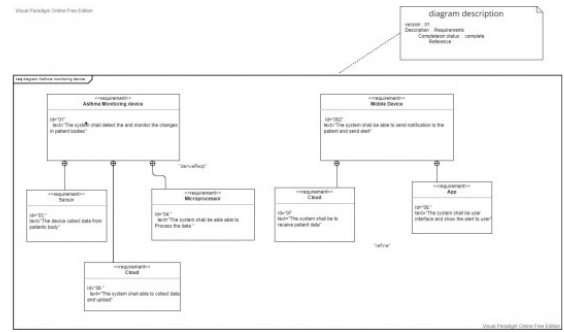 Visual Paradigm Online Free Edition
diagram description
version : 01
Description : Requirements
Completeion status : complete
Reference :
req diagram Asthma monitoring device
<<requirement>>
Asthma Monitoring device
Id="01"
text="The system shall detect the and monitor the changes
in patient bodies"
<<requirement>>
Mobile Device
text="The system shall be able to send notification to the
patient and send alert"
"deriveReqt"
<<requirement>>
Sensor
Id="03."
text="The device collect data from
patients body"
<<requirement>>
Microprocessor
Id="04."
text="The system shall be able able to
Process the data "
<<requirement>>
Cloud
Id="07
text="The system shall be to
receive patient data"
<<requirement>>
App
Id="06."
text="The system shall be user
interface and show the alert to user"
"refine"
<<requirement>>
Cloud
text="The system shall able to collect data
and upload"
Visual Paradigm Online Free Edition